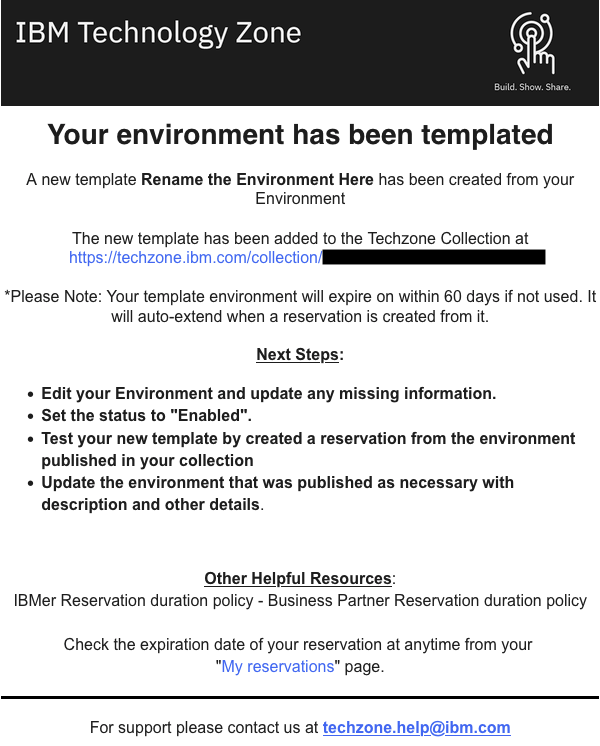 IBM Technology Zone
Build. Show. Share.
Your environment has been templated
A new template Rename the Environment Here has been created from your
Environment
The new template has been added to the Techzone Collection at
https://techzone.ibm.com/collection/
*Please Note: Your template environment will expire on within 60 days if not used. It
will auto-extend when a reservation is created from it.
Next Steps:
• Edit your Environment and update any missing information.
• Set the status to "Enabled".
• Test your new template by created a reservation from the environment
published in your collection
• Update the environment that was published as necessary with
description and other details.
Other Helpful Resources:
IBMer Reservation duration policy - Business Partner Reservation duration policy
Check the expiration date of your reservation at anytime from your
"My reservations" page.
For support please contact us at techzone.help@ibm.com